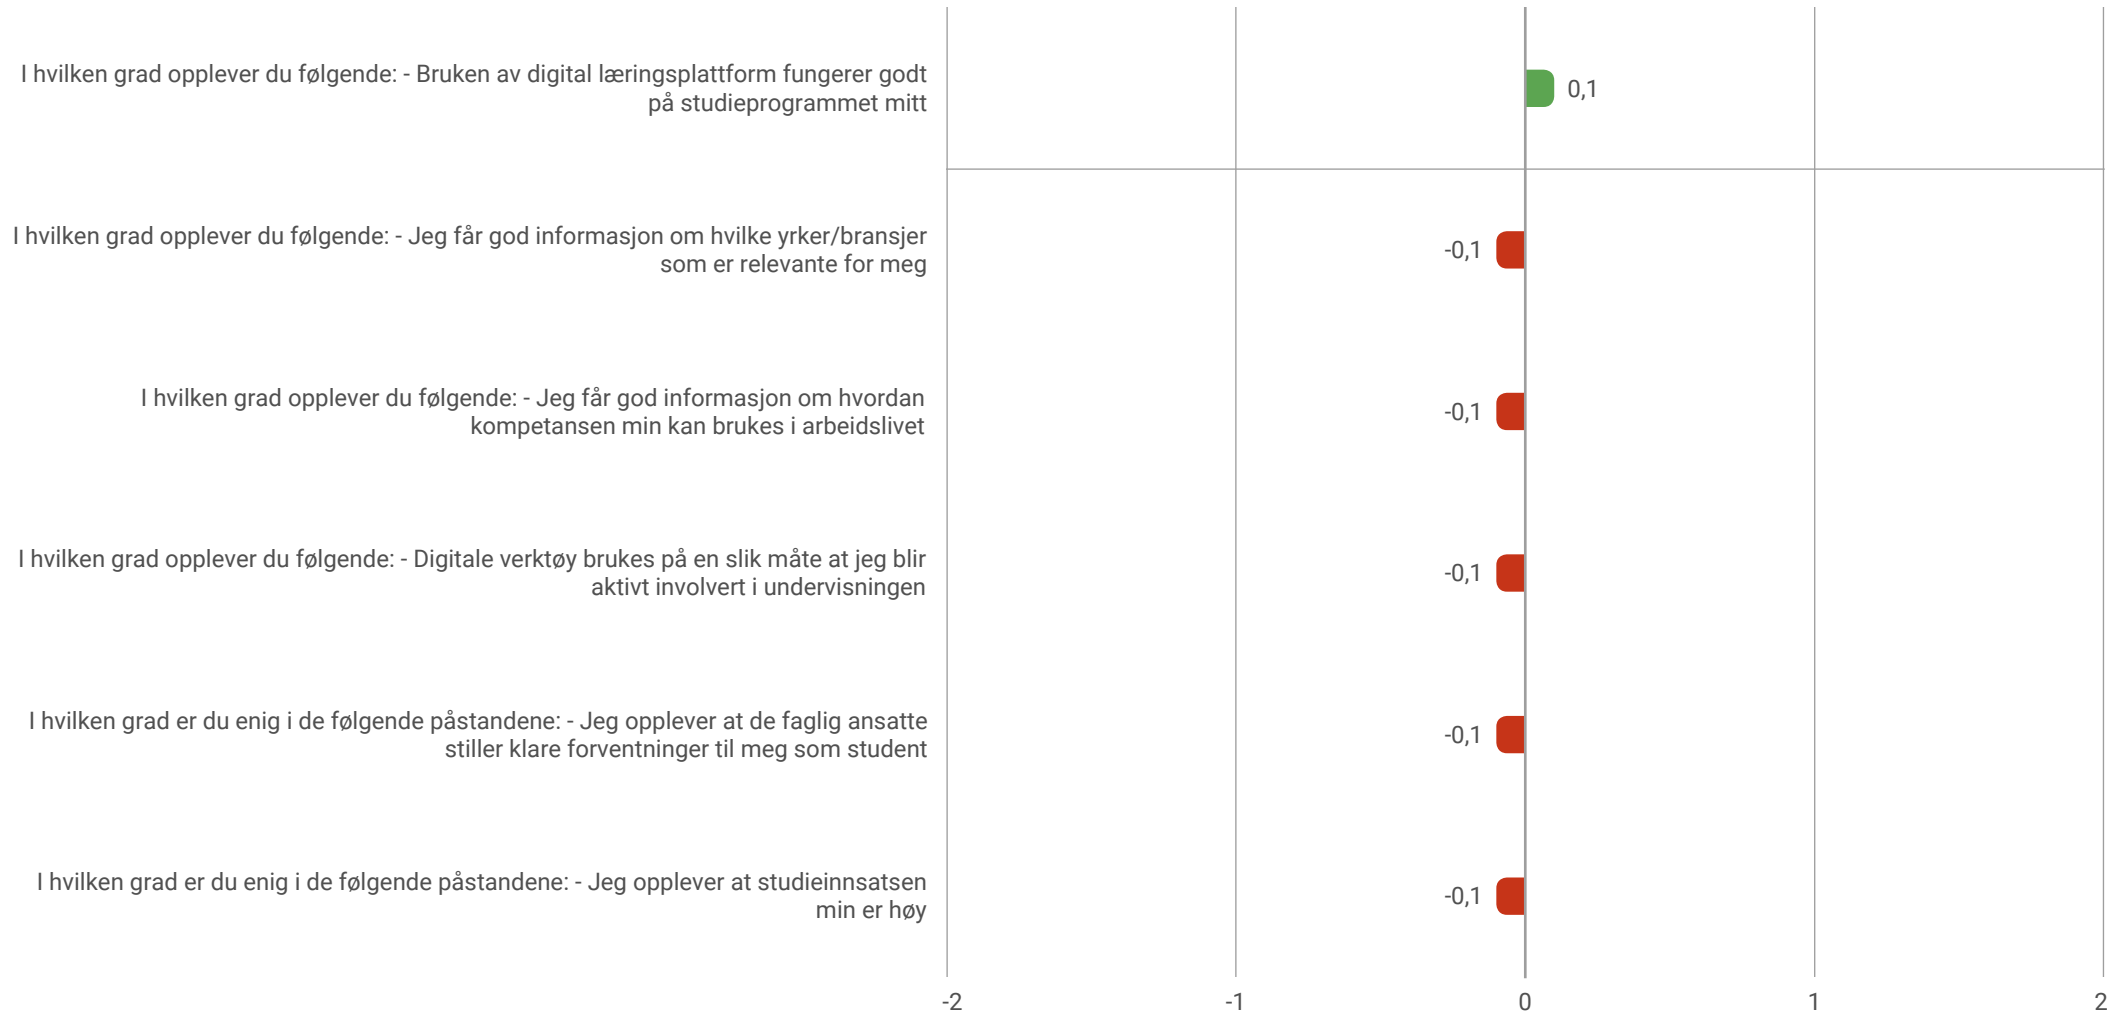 I hvilken grad opplever du følgende: - Bruken av digital læringsplattform fungerer godt
på studieprogrammet mitt
0,1
I hvilken grad opplever du følgende: - Jeg får god informasjon om hvilke yrker/bransjer
som er relevante for meg
-0,1
I hvilken grad opplever du følgende: - Jeg får god informasjon om hvordan
kompetansen min kan brukes i arbeidslivet
-0,1
I hvilken grad opplever du følgende: - Digitale verktøy brukes på en slik måte at jeg blir
aktivt involvert i undervisningen
-0,1
I hvilken grad er du enig i de følgende påstandene: - Jeg opplever at de faglig ansatte
stiller klare forventninger til meg som student
-0,1
I hvilken grad er du enig i de følgende påstandene: - Jeg opplever at studieinnsatsen
min er høy
-0,1
-2 -1 0 1 2